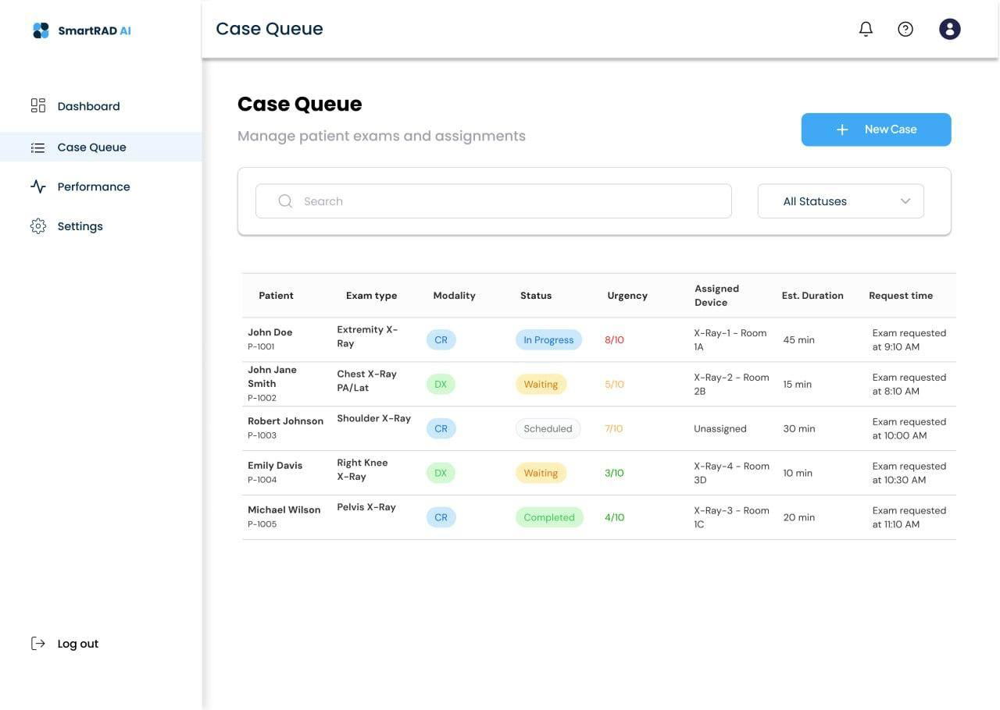 SmartRAD AI
Case Queue
Dashboard
Case Queue
Performance
Settings
Log out
Case Queue
Manage patient exams and assignments
New Case
Search
All Statuses
Patient
Exam type
Modality
Status
Urgency
Assigned
Device
Est. Duration
Request time
John Doe
P-1001
Extremity X-
Ray
CR
In Progress
8/10
X-Ray-1 - Room
1A
45 min
Exam requested
at 9:10 AM
John Jane
Smith
P-1002
Chest X-Ray
PA/Lat
DX
Waiting
5/10
X-Ray-2 - Room
2B
15 min
Exam requested
at 8:10 AM
Robert Johnson
P-1003
Shoulder X-Ray
CR
Scheduled
7/10
Unassigned
30 min
Exam requested
at 10:00 AM
Emily Davis
P-1004
Right Knee
X-Ray
DX
Waiting
3/10
X-Ray-4 - Room
3D
10 min
Exam requested
at 10:30 AM
Michael Wilson
P-1005
Pelvis X-Ray
CR
Completed
4/10
X-Ray-3 - Room
1C
20 min
Exam requested
at 11:10 AM